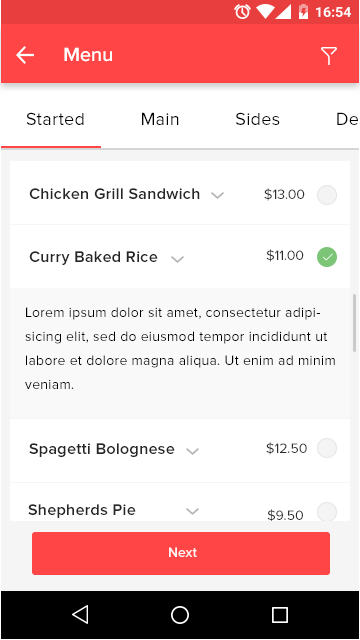 16:54
Menu
Started Main Sides De
Chicken Grill Sandwich $13.00
Curry Baked Rice $11.00
Lorem ipsum dolor sit amet, consectetur adipi-
sicing elit, sed do eiusmod tempor incididunt ut
labore et dolore magna aliqua. Ut enim ad minim
veniam.
Spagetti Bolognese $12.50
Shepherds Pie $9.50
Next